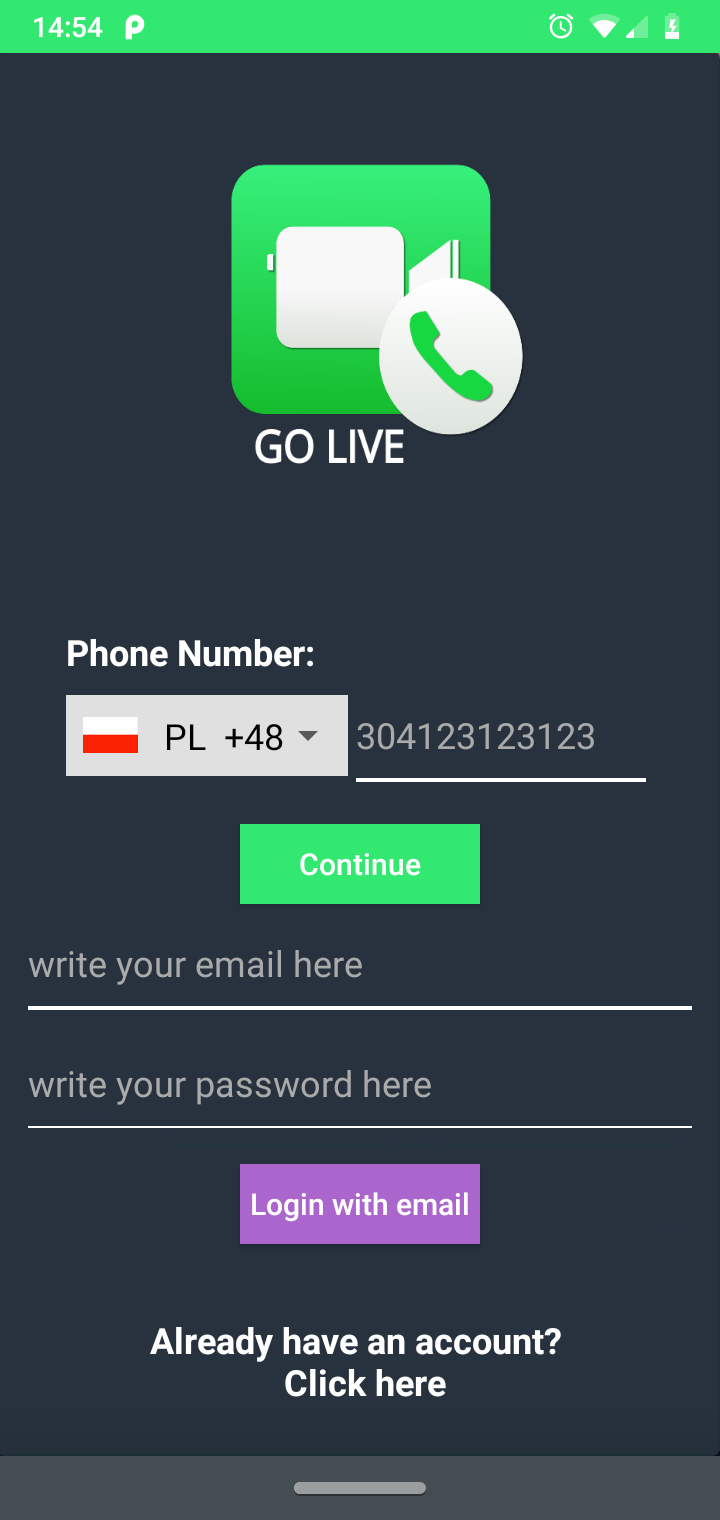 14:54
GO LIVE
Phone Number:
PL +48 304123123123
Continue
write your email here
write your password here
Login with email
Already have an account?
Click here